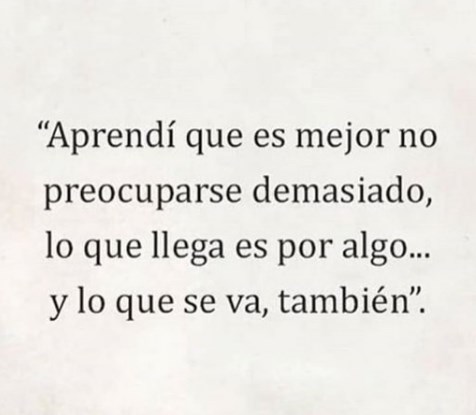 “Aprendí que es mejor no
preocuparse demasiado,
lo que llega es por algo...
y lo que se va, también”.